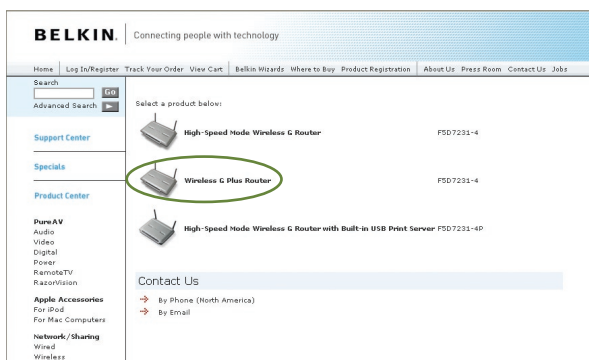 BELKIN. Connecting people with technology
Home Log In/Register Track Your Order View Cart Belkin Wizards Where to Buy Product Registration About Us Press Room Contact Us Jobs
Search
Go
Advanced Search
Support Center
Specials
Product Center
PureAV
Audio
Video
Digital
Power
RemoteTV
RazorVision
Apple Accessories
For iPod
For Mac Computers
Network/Sharing
Wired
Wireless
Select a product below:
High-Speed Mode Wireless G Router F5D7231-4
Wireless G Plus Router F5D7231-4
High-Speed Mode Wireless G Router with Built-in USB Print Server F5D7231-4P
Contact Us
By Phone (North America)
By Email